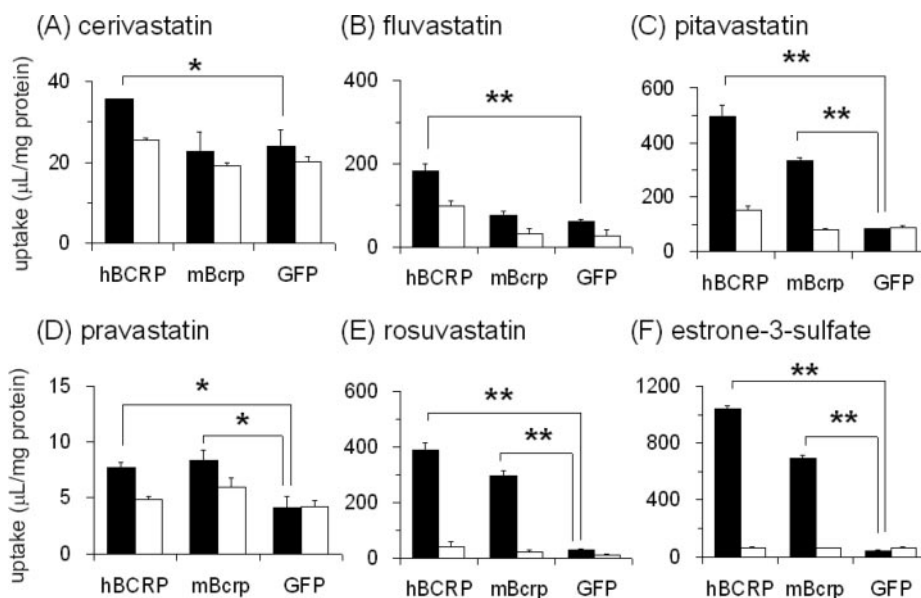 (A) cerivastatin
(B) fluvastatin
(C) pitavastatin
uptake (μL/mg protein)
40
20
0
*
hBCRP mBcrp GFP
400
200
0
**
hBCRP mBcrp GFP
600
400
200
0
**
**
hBCRP mBcrp GFP
(D) pravastatin
(E) rosuvastatin
(F) estrone-3-sulfate
uptake (μL/mg protein)
15
10
5
0
*
*
hBCRP mBcrp GFP
600
400
200
0
**
**
hBCRP mBcrp GFP
1200
800
400
0
**
**
hBCRP mBcrp GFP